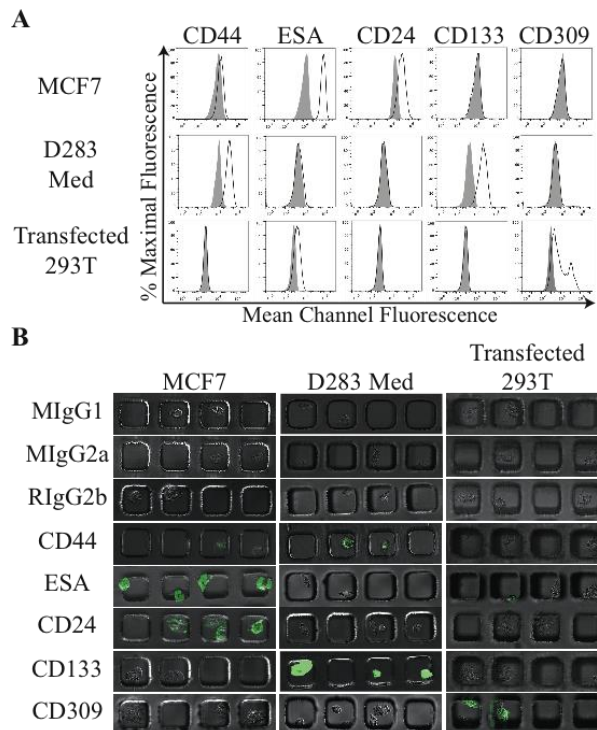 A
CD44 ESA CD24 CD133 CD309
MCF7
D283
Med
Transfected
293T
% Maximal Fluorescence
Mean Channel Fluorescence
B
MCF7 D283 Med Transfected
293T
MIgG1
MIgG2a
RIgG2b
CD44
ESA
CD24
CD133
CD309